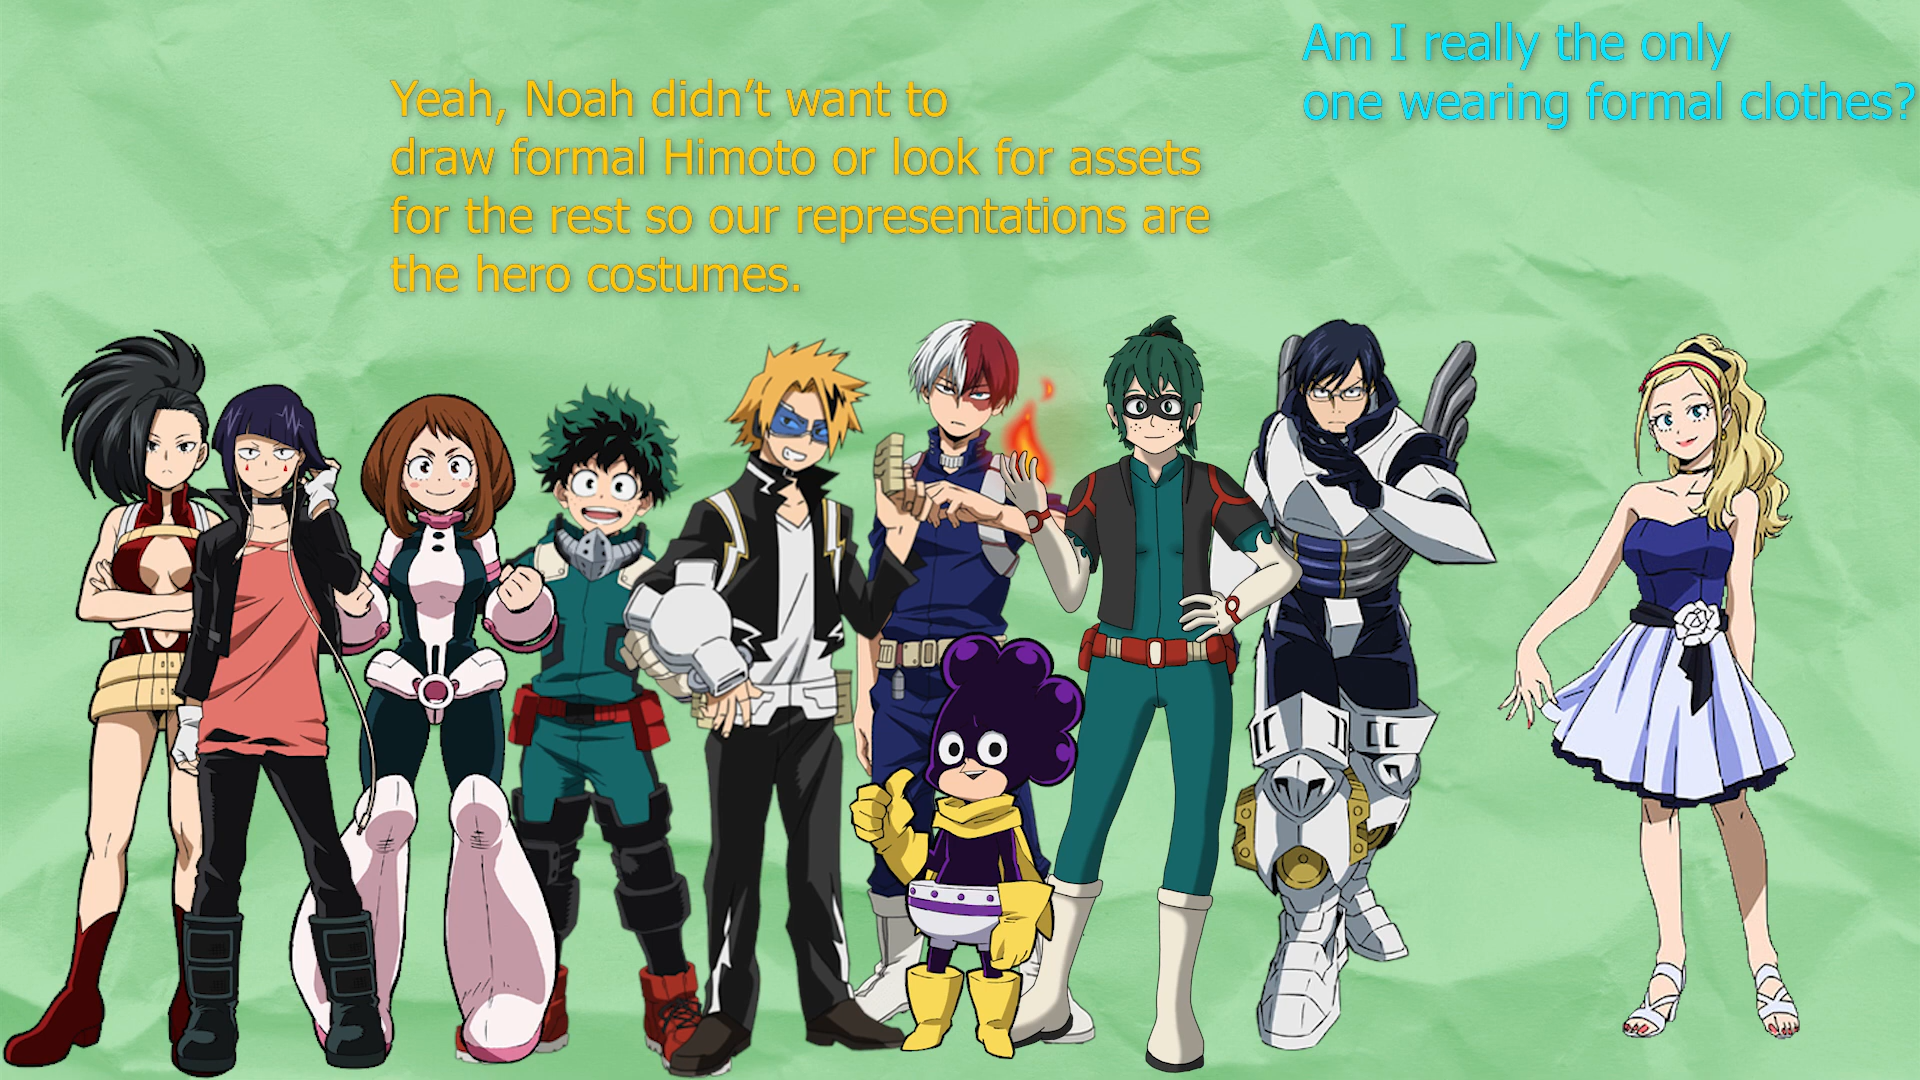 Am I really the only
one wearing formal clothes?
Yeah, Noah didn’t want to
draw formal Himoto or look for assets
for the rest so our representations are
the hero costumes.